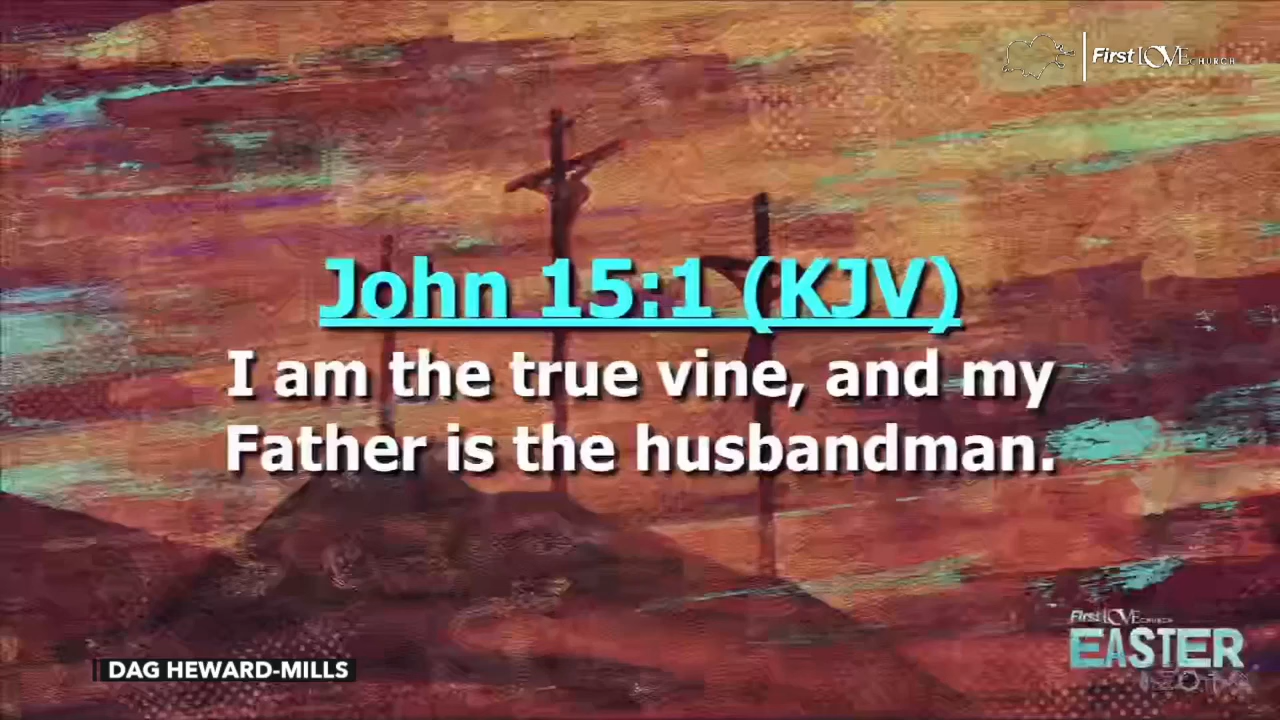 First LOVE CHURCH
John 15:1 (KJV)
I am the true vine, and my
Father is the husbandman.
First LOVE CHURCH
EASTER
DAG HEWARD-MILLS